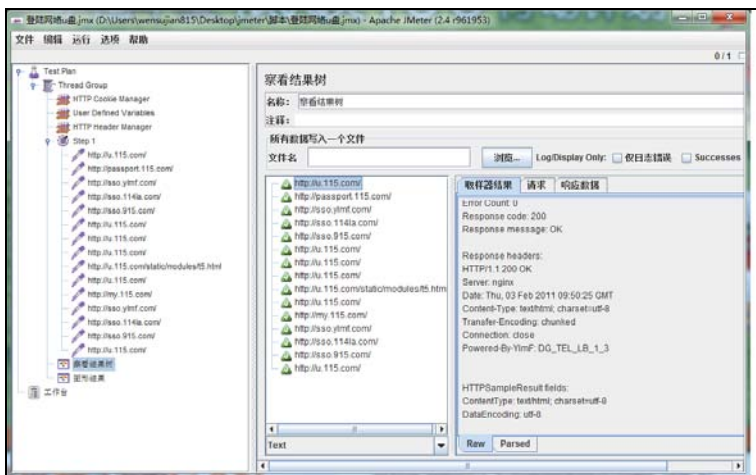 登陆网络u盘.jmx (D:\Users\wensujian815\Desktop\jmeter\脚本\登陆网络u盘.jmx) - Apache JMeter (2.4 r961953)
文件 编辑 运行 选项 帮助
0 / 1
Test Plan
Thread Group
HTTP Cookie Manager
User Defined Variables
HTTP Header Manager
Step 1
http://u.115.com/
http://passport.115.com/
http://sso.ylmf.com/
http://sso.114la.com/
http://sso.915.com/
http://u.115.com/
http://u.115.com/
http://u.115.com/
http://u.115.com/static/modules/t5.html
http://u.115.com/
http://my.115.com/
http://sso.ylmf.com/
http://sso.114la.com/
http://sso.915.com/
http://u.115.com/
察看结果树
图形结果
工作台
察看结果树
名称: 察看结果树
注释:
所有数据写入一个文件
文件名
浏览...
Log/Display Only:
仅日志错误
Successes
http://u.115.com/
http://passport.115.com/
http://sso.ylmf.com/
http://sso.114la.com/
http://sso.915.com/
http://u.115.com/
http://u.115.com/
http://u.115.com/
http://u.115.com/static/modules/t5.htm
http://u.115.com/
http://my.115.com/
http://sso.ylmf.com/
http://sso.114la.com/
http://sso.915.com/
http://u.115.com/
Text
取样器结果 请求 响应数据
Error Count: 0
Response code: 200
Response message: OK
Response headers:
HTTP/1.1 200 OK
Server: nginx
Date: Thu, 03 Feb 2011 09:50:25 GMT
Content-Type: text/html; charset=utf-8
Transfer-Encoding: chunked
Connection: close
Powered-By-YlmF: DG_TEL_LB_1_3
HTTPSampleResult fields:
ContentType: text/html; charset=utf-8
DataEncoding: utf-8
Raw Parsed